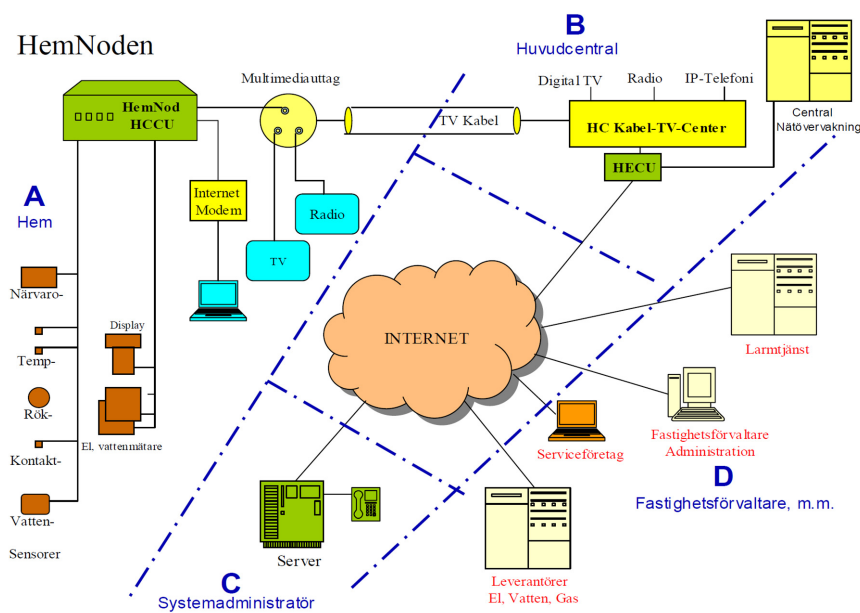 HemNoden
B
Huvudcentral
Multimediauttag
Digital TV
Radio
IP-Telefoni
HemNod
HCCU
TV Kabel
HC Kabel-TV-Center
Central
Nätövervakning
HECU
A
Hem
Internet
Modem
Radio
TV
Närvaro-
Display
Temp-
Rök-
El. vattenmätare
Kontakt-
Vatten-
Sensorer
INTERNET
Larmtjänst
Serviceföretag
Fastighetsförvaltare
Administration
D
Fastighetsförvaltare, m.m.
Server
C
Systemadministratör
Leverantörer
El, Vatten, Gas